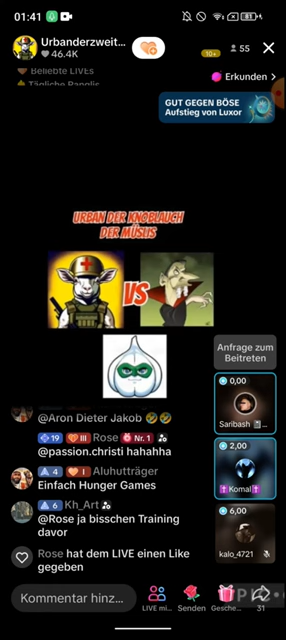 01:41
Urbanderzweit...
46.4K
10+
55
Beliebte LIVEs
Erkunden >
Tägliche Ranglis
GUT GEGEN BÖSE
Aufstieg von Luxor
URBAN DER KNOBLAUCH
DER MÜSLIS
VS
Anfrage zum
Beitreten
0,00
Saribash
@Aron Dieter Jakob 🤣🤣
19 III Rose Nr. 1
@passion.christi hahahha
2,00
✝️Komal✝️
4 I Aluhutträger
Einfach Hunger Games
6 Kh_Art
@Rose ja bisschen Training
davor
6,00
kalo_4721
Rose hat dem LIVE einen Like
gegeben
Kommentar hinz...
LIVE mi...
Senden
Gesche...
31